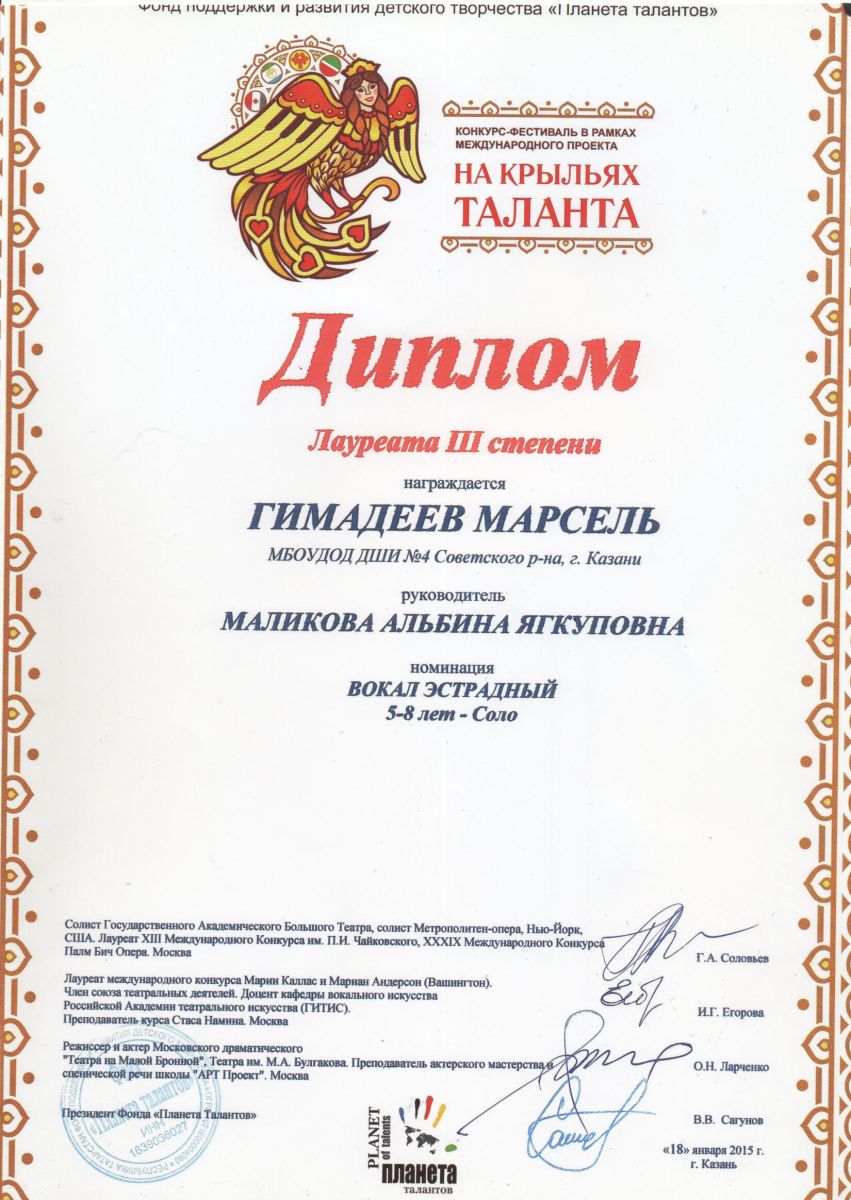 Фонд поддержки и развития детского творчества «Планета талантов»
КОНКУРС-ФЕСТИВАЛЬ В РАМКАХ
МЕЖДУНАРОДНОГО ПРОЕКТА
НА КРЫЛЬЯХ
ТАЛАНТА
Диплом
Лауреата III степени
награждается
ГИМАДЕЕВ МАРСЕЛЬ
МБОУДОД ДШИ №4 Советского р-на, г. Казани
руководитель
МАЛИКОВА АЛЬБИНА ЯГКУПОВНА
номинация
ВОКАЛ ЭСТРАДНЫЙ
5-8 лет - Соло
Солист Государственного Академического Большого Театра, солист Метрополитен-опера, Нью-Йорк,
США. Лауреат XIII Международного Конкурса им. П.И. Чайковского, XXXIX Международного Конкурса
Палм Бич Опера. Москва
Г.А. Соловьев
Лауреат международного конкурса Марии Каллас и Мариан Андерсон (Вашингтон).
Член союза театральных деятелей. Доцент кафедры вокального искусства
Российской Академии театрального искусства (ГИТИС).
Преподаватель курса Стаса Намина. Москва
И.Г. Егорова
Режиссер и актер Московского драматического
"Театра на Малой Бронной", Театра им. М.А. Булгакова. Преподаватель актерского мастерства и
сценической речи школы "АРТ Проект". Москва
О.Н. Ларченко
Президент Фонда «Планета Талантов»
В.В. Сагунов
«Планета талантов»
ИНН
1639036027
РЕСПУБЛИКА ТАТАРСТАН
PLANET
of talents
планета
талантов
«18» января 2015 г.
г. Казань